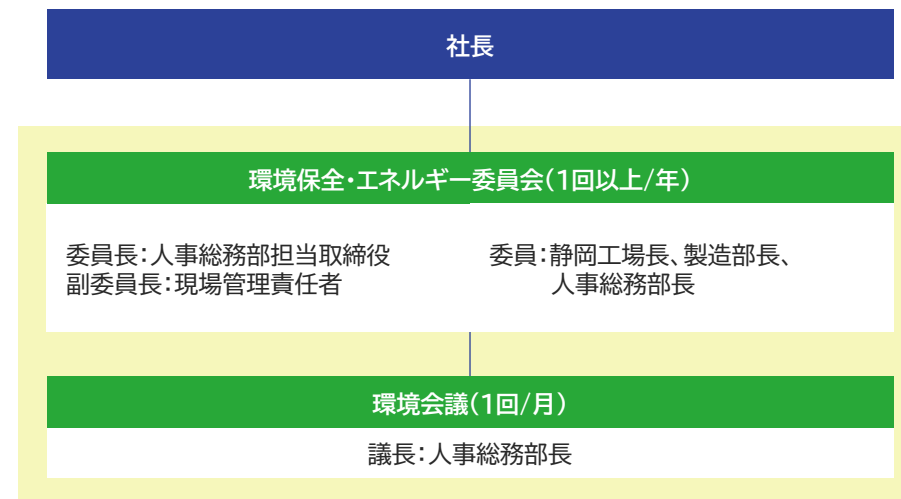 社長
環境保全・エネルギー委員会(1回以上/年)
委員長:人事総務部担当取締役
副委員長:現場管理責任者
委員:静岡工場長、製造部長、
人事総務部長
環境会議(1回/月)
議長:人事総務部長